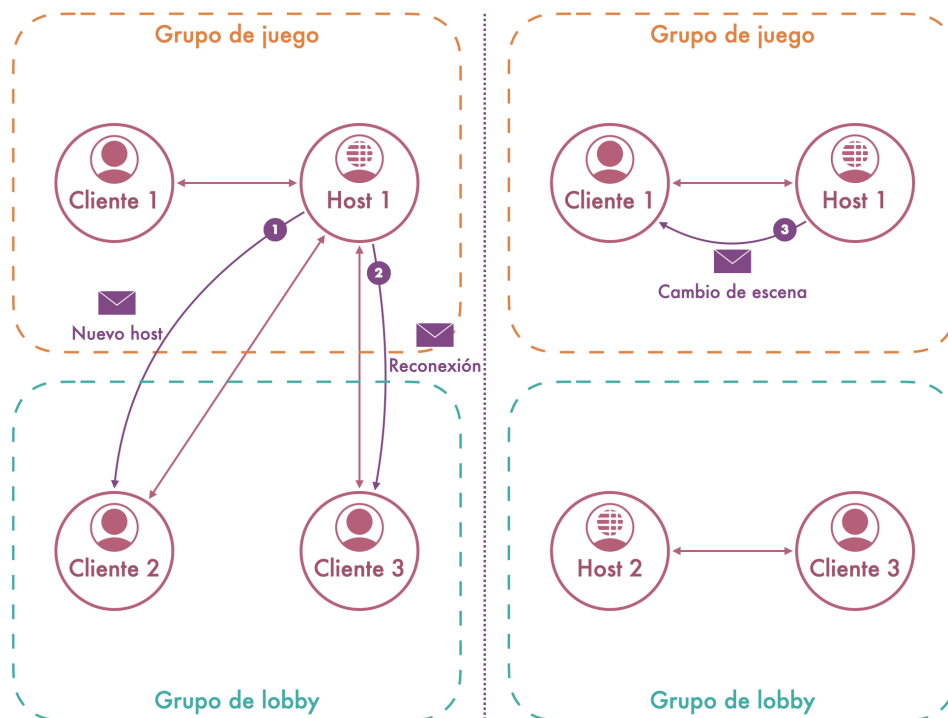 Grupo de juego
Cliente 1
Host 1
1
2
Nuevo host
Reconexión
Cliente 2
Cliente 3
Grupo de lobby
Grupo de juego
Cliente 1
Host 1
3
Cambio de escena
Host 2
Cliente 3
Grupo de lobby